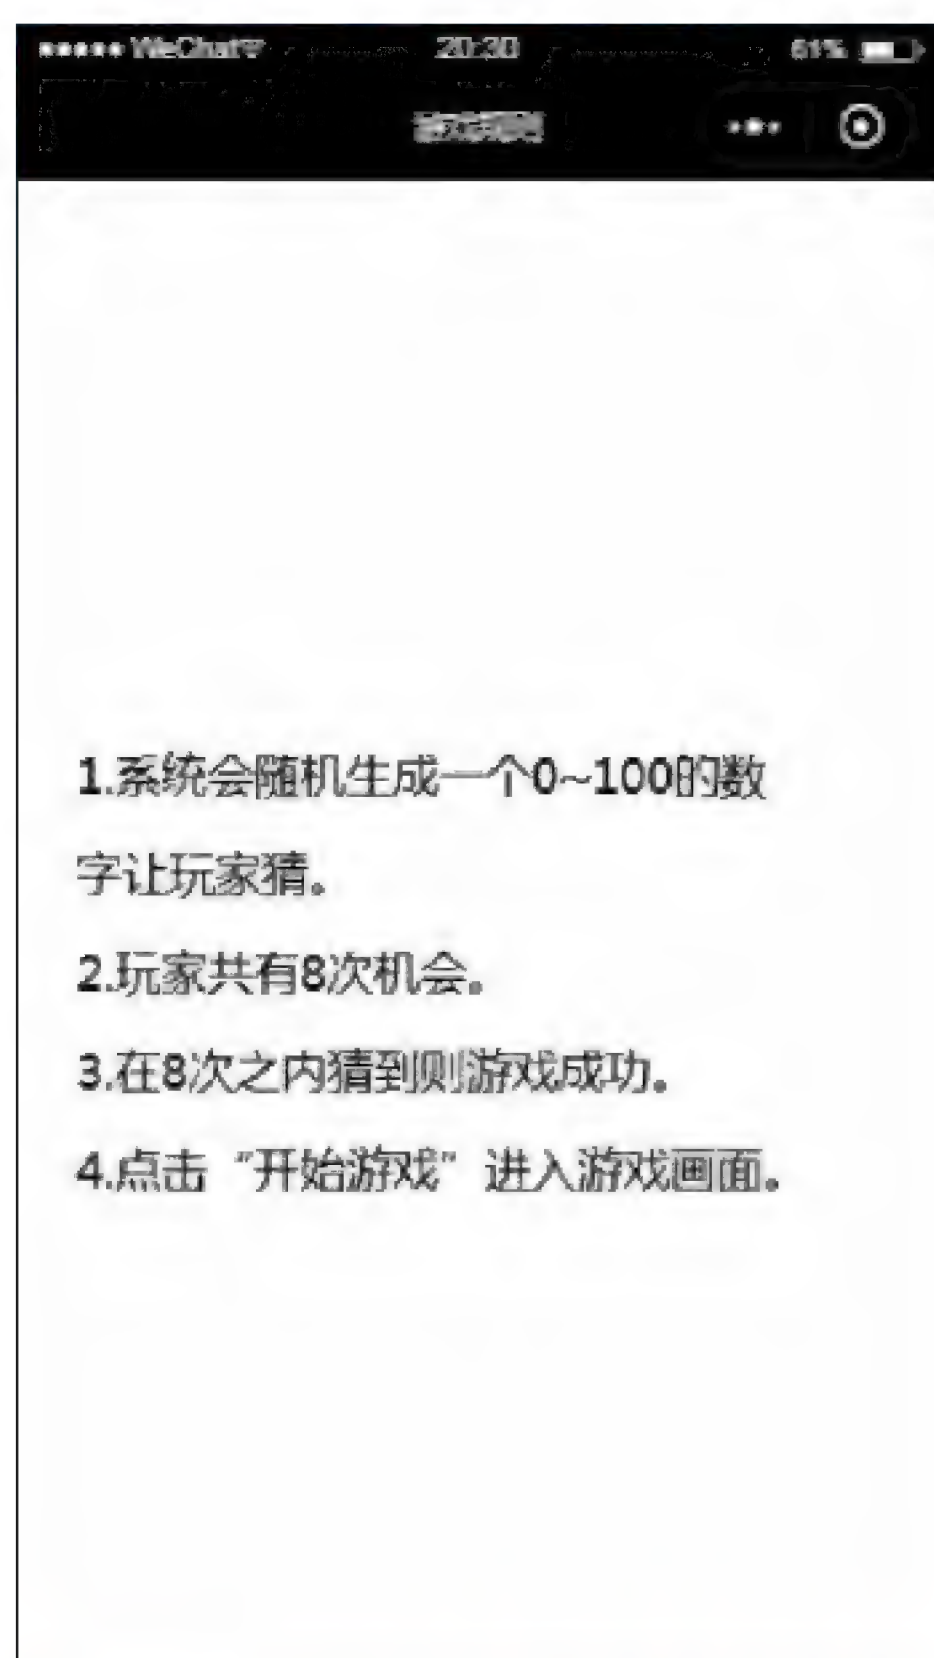 WeChat 20:30 61%
1.系统会随机生成一个0~100的数
字让玩家猜。
2.玩家共有8次机会。
3.在8次之内猜到则游戏成功。
4.点击“开始游戏”进入游戏画面。